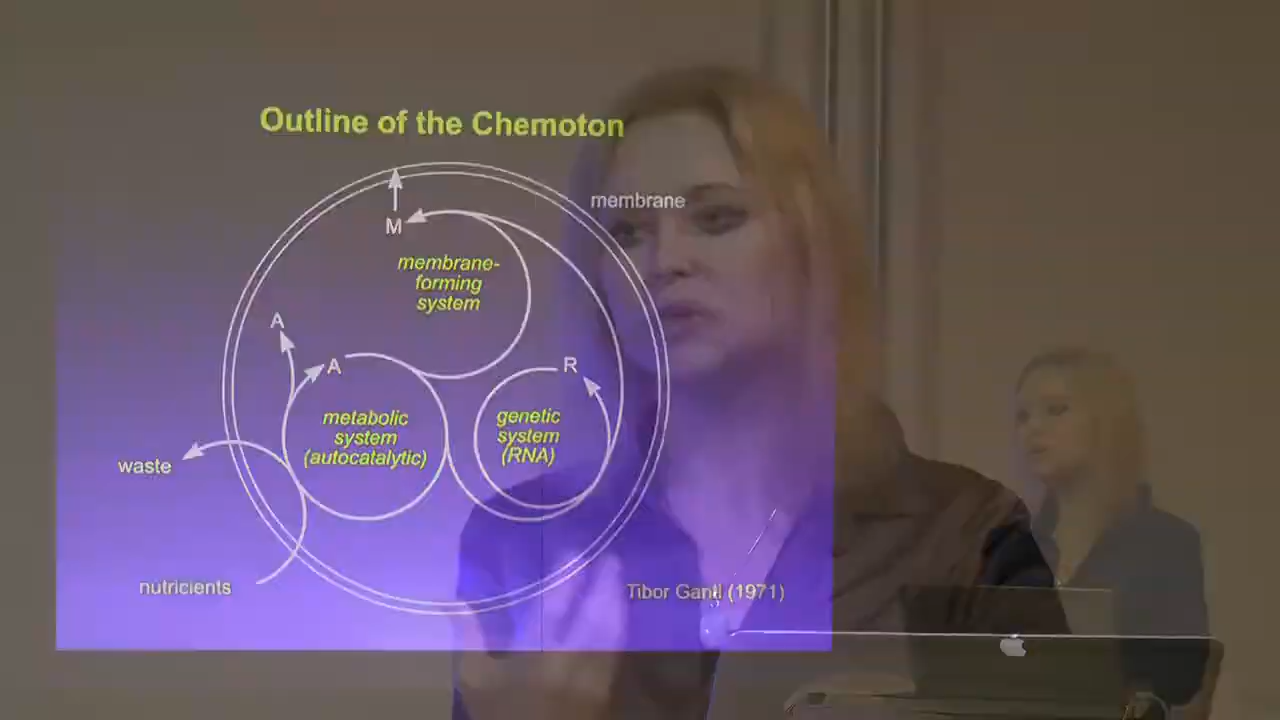 Outline of the Chemoton
membrane
M
membrane-
forming
system
A
A
R
metabolic
system
(autocatalytic)
genetic
system
(RNA)
waste
nutricients
Tibor Ganti (1971)